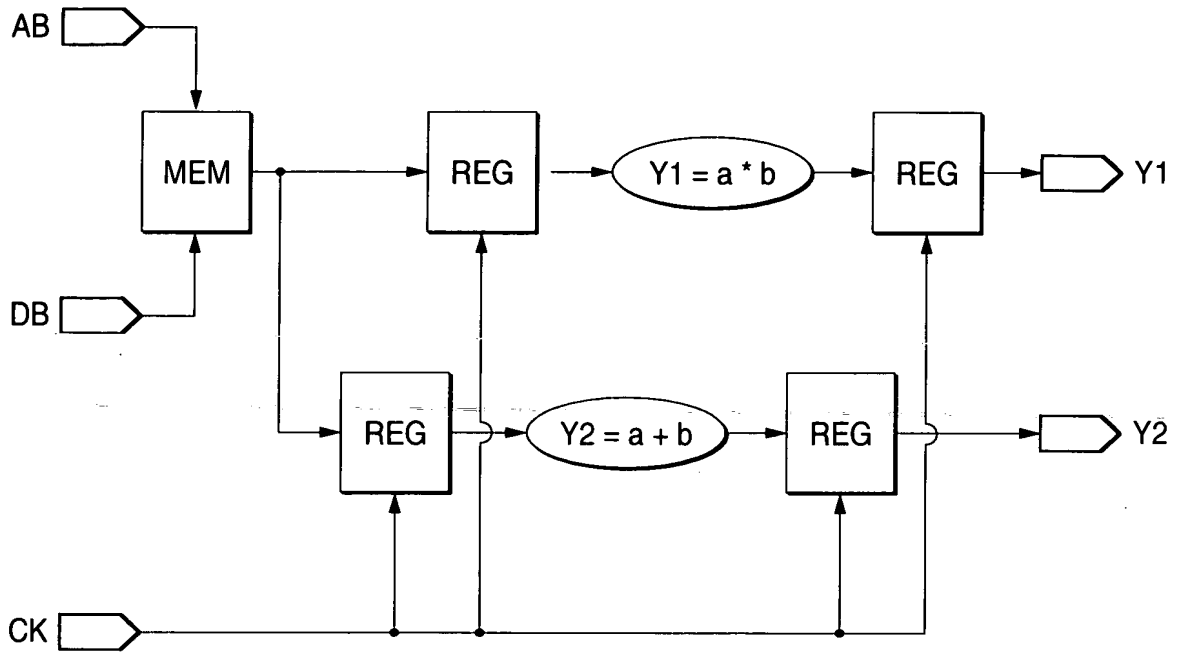 AB
MEM
REG
Y1 = a * b
REG
Y1
DB
REG
Y2 = a + b
REG
Y2
CK